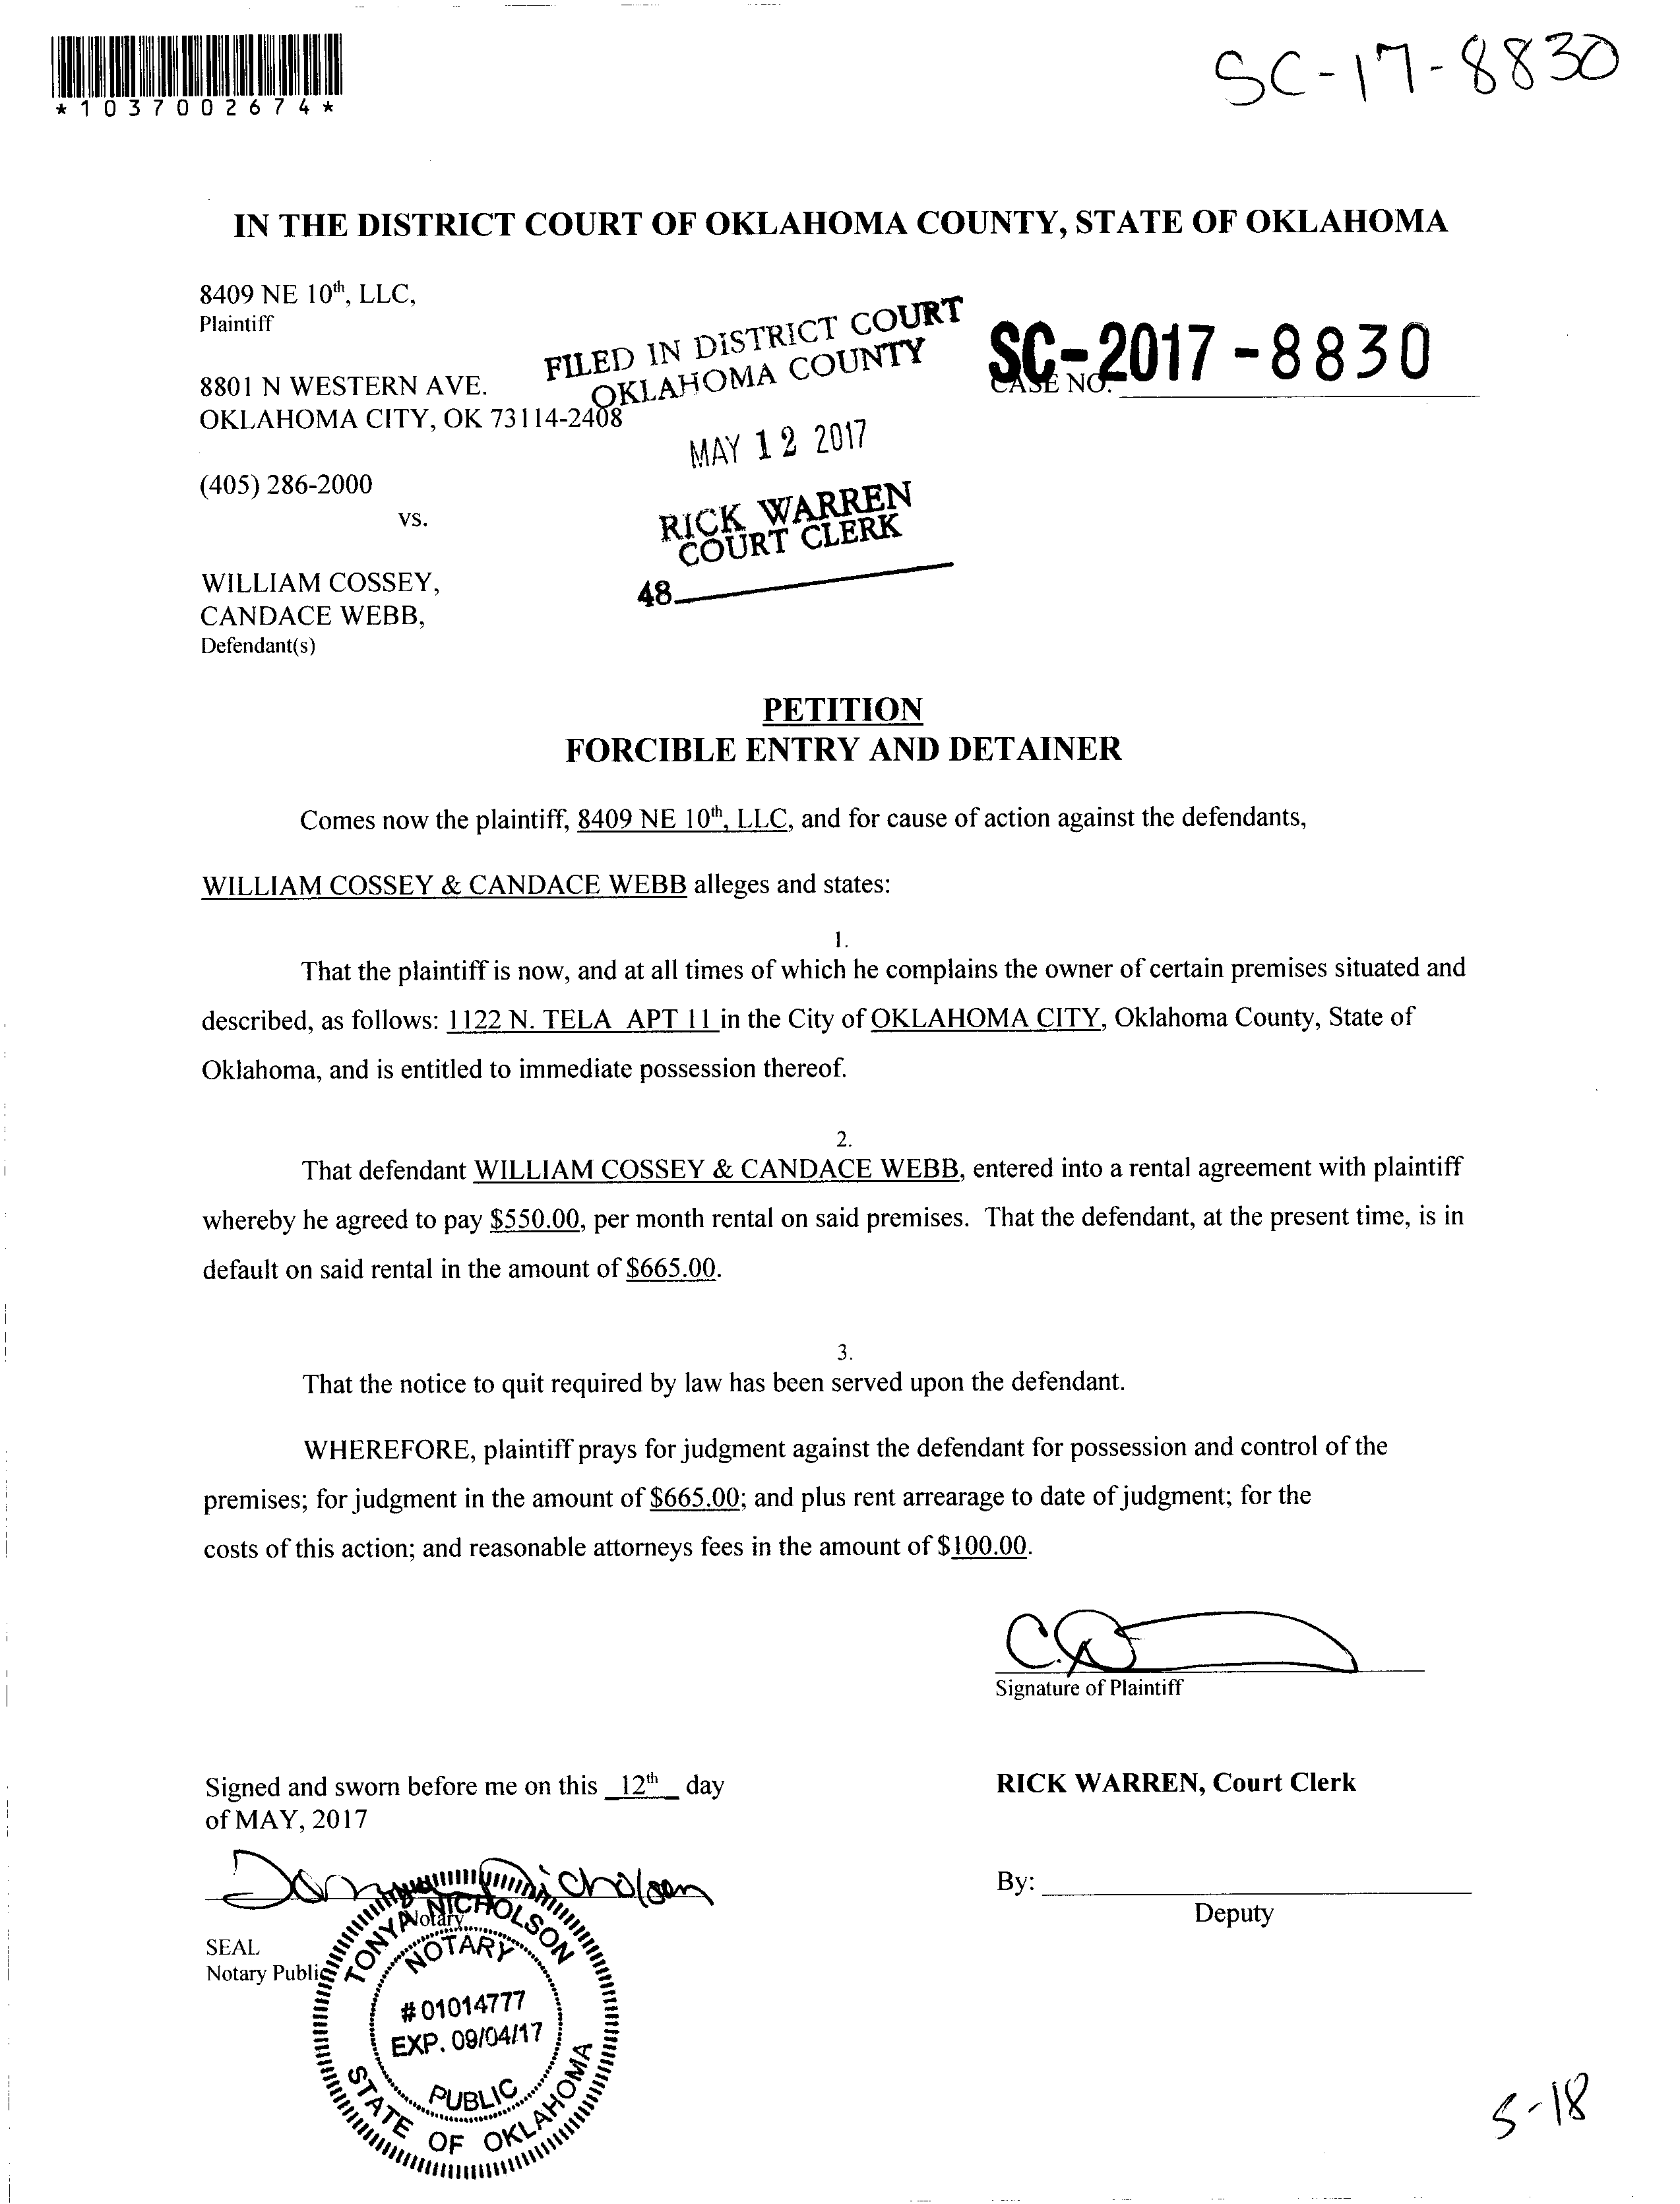 *1037002674*
SC-17-8830
IN THE DISTRICT COURT OF OKLAHOMA COUNTY, STATE OF OKLAHOMA
8409 NE 10th, LLC,
Plaintiff
8801 N WESTERN AVE.
OKLAHOMA CITY, OK 73114-2408
(405) 286-2000
vs.
WILLIAM COSSEY,
CANDACE WEBB,
Defendant(s)
FILED IN DISTRICT COURT
OKLAHOMA COUNTY
MAY 12 2017
RICK WARREN
COURT CLERK
48
SC-2017-8830
CASE NO.
PETITION
FORCIBLE ENTRY AND DETAINER
Comes now the plaintiff, 8409 NE 10th, LLC, and for cause of action against the defendants,
WILLIAM COSSEY & CANDACE WEBB alleges and states:
1.
That the plaintiff is now, and at all times of which he complains the owner of certain premises situated and
described, as follows: 1122 N. TELA APT 11 in the City of OKLAHOMA CITY, Oklahoma County, State of
Oklahoma, and is entitled to immediate possession thereof.
2.
That defendant WILLIAM COSSEY & CANDACE WEBB, entered into a rental agreement with plaintiff
whereby he agreed to pay $550.00, per month rental on said premises. That the defendant, at the present time, is in
default on said rental in the amount of $665.00.
3.
That the notice to quit required by law has been served upon the defendant.
WHEREFORE, plaintiff prays for judgment against the defendant for possession and control of the
premises; for judgment in the amount of $665.00; and plus rent arrearage to date of judgment; for the
costs of this action; and reasonable attorneys fees in the amount of $100.00.
Signature of Plaintiff
Signed and sworn before me on this 12th day
of MAY, 2017
RICK WARREN, Court Clerk
By:
Deputy
Tonya Nicholson
Notary
SEAL
Notary Public
TONYA NICHOLSON
NOTARY
#01014777
EXP. 09/04/17
PUBLIC
STATE OF OKLAHOMA
5-18